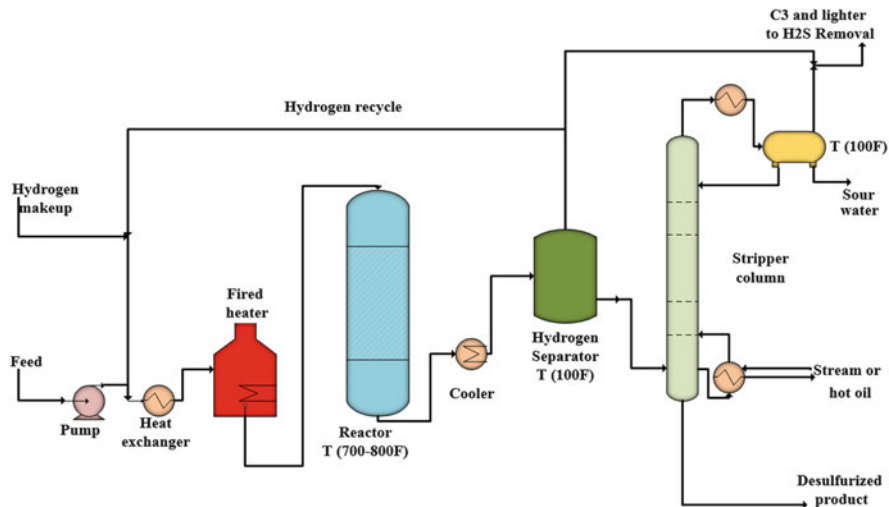 C3 and lighter
to H2S Removal
Hydrogen recycle
T (100F)
Hydrogen
makeup
Sour
water
Stripper
column
Fired
heater
Hydrogen
Separator
T (100F)
Feed
Stream or
hot oil
Cooler
Pump
Heat
exchanger
Reactor
T (700-800F)
Desulfurized
product